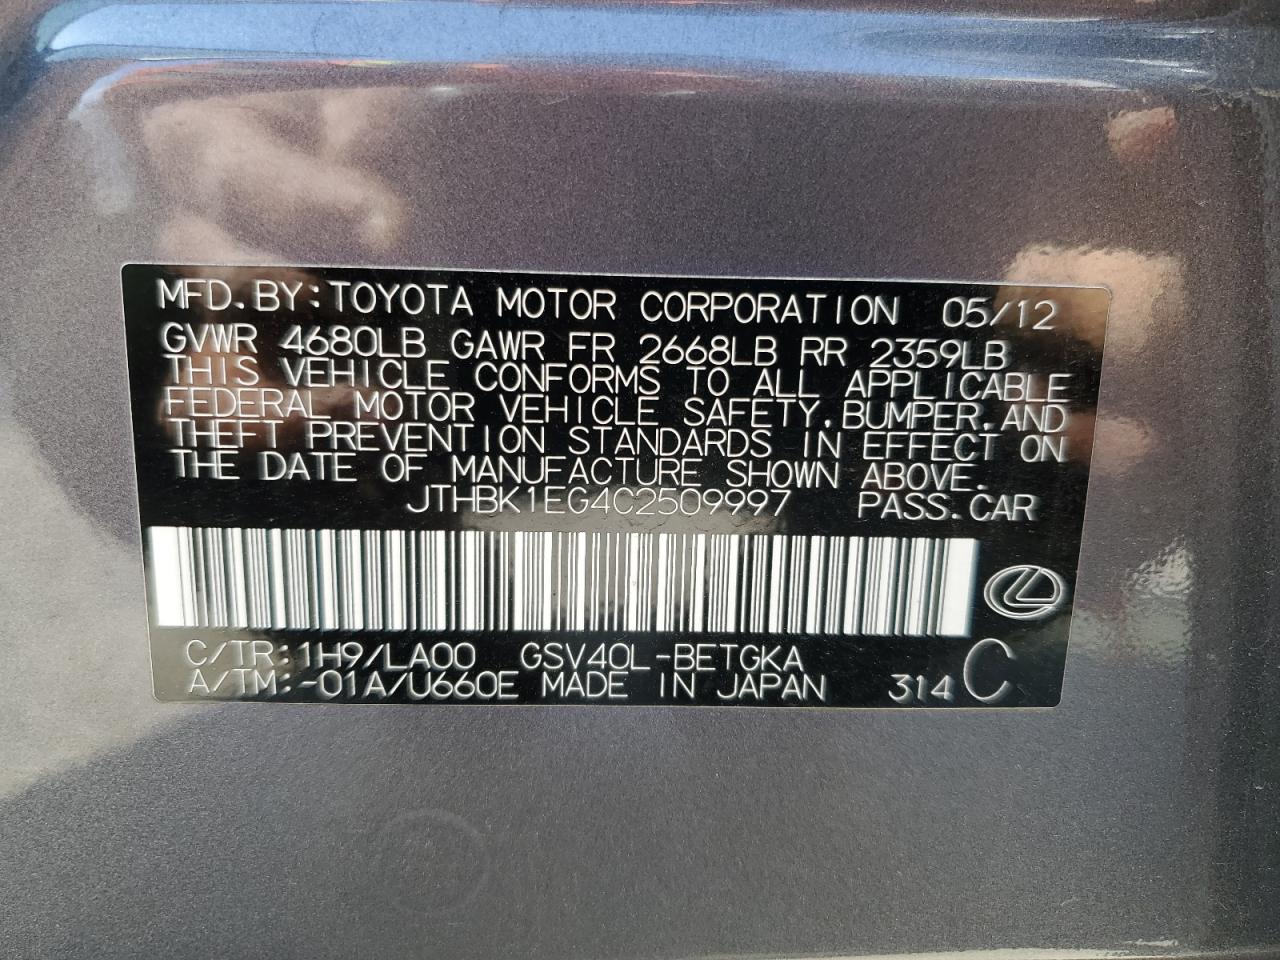 MFD.BY:TOYOTA MOTOR CORPORATION 05/12
GVWR 4680LB GAWR FR 2668LB RR 2359LB
THIS VEHICLE CONFORMS TO ALL APPLICABLE
FEDERAL MOTOR VEHICLE SAFETY,BUMPER,AND
THEFT PREVENTION STANDARDS IN EFFECT ON
THE DATE OF MANUFACTURE SHOWN ABOVE.
JTHBK1EG4C2509997 PASS.CAR
C/TR:1H9/LA00 GSV40L-BETGKA
A/TM:-01A/U660E MADE IN JAPAN 314 C